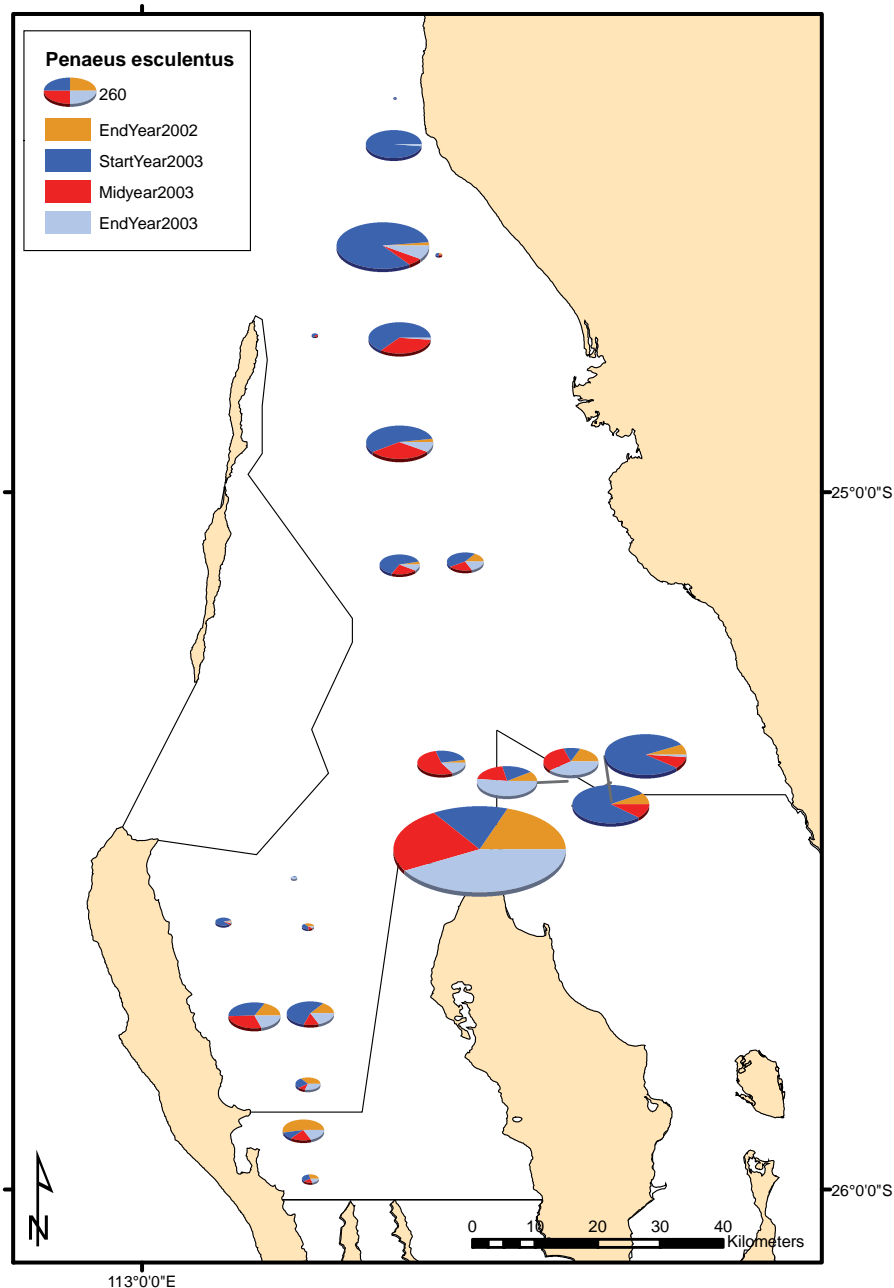 Penaeus esculentus
260
EndYear2002
StartYear2003
Midyear2003
EndYear2003
25°0'0"S
26°0'0"S
N
0 10 20 30 40
Kilometers
113°0'0"E